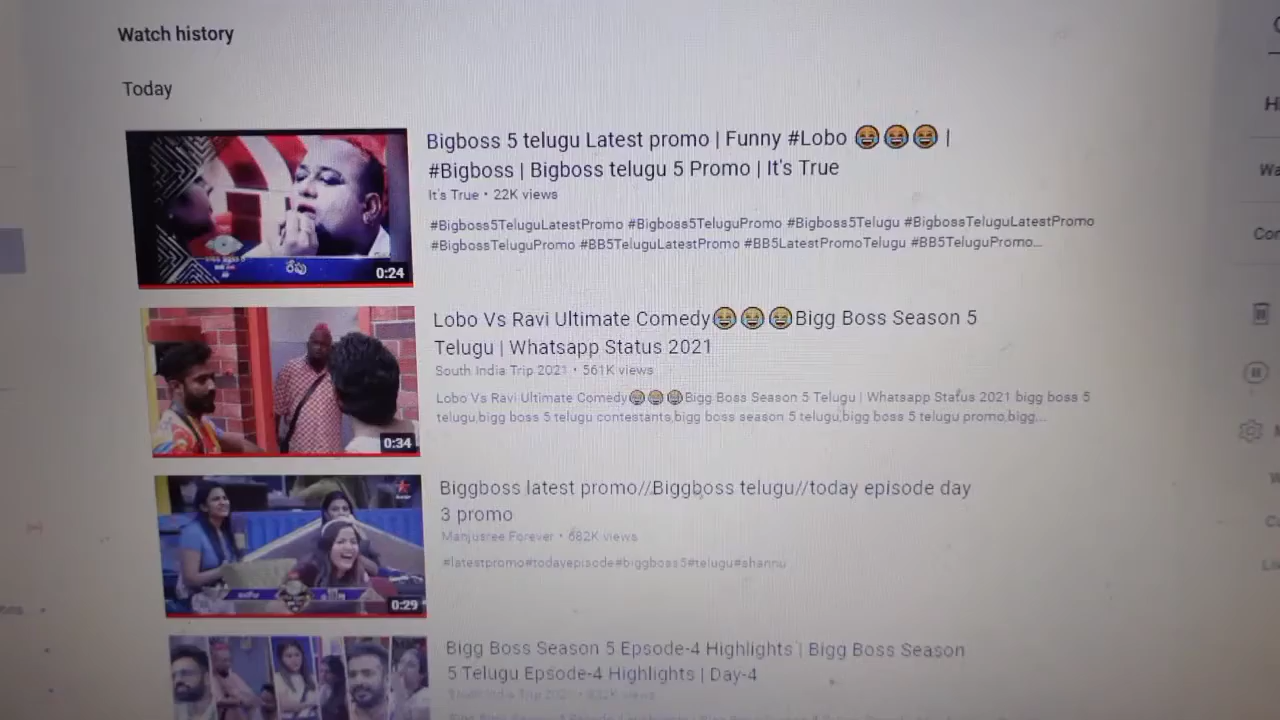 Watch history
Today
Bigboss 5 telugu Latest promo | Funny #Lobo 😂😂😂 |
#Bigboss | Bigboss telugu 5 Promo | It's True
It's True • 22K views
#Bigboss5TeluguLatestPromo #Bigboss5TeluguPromo #Bigboss5Telugu #BigbossTeluguLatestPromo
#BigbossTeluguPromo #BB5TeluguLatestPromo #BB5LatestPromoTelugu #BB5TeluguPromo...
రేపు
0:24
Lobo Vs Ravi Ultimate Comedy😂😂😂Bigg Boss Season 5
Telugu | Whatsapp Status 2021
South India Trip 2021 • 561K views
Lobo Vs Ravi Ultimate Comedy😂😂😂Bigg Boss Season 5 Telugu | Whatsapp Status 2021 bigg boss 5
telugu,bigg boss 5 telugu contestants,bigg boss season 5 telugu,bigg boss 5 telugu promo,bigg...
0:34
Biggboss latest promo//Biggboss telugu//today episode day
3 promo
Manjusree Forever • 682K views
#latestpromo#todayepisode#biggboss5#telugu#shannu
0:29
Bigg Boss Season 5 Epsode-4 Highlights | Bigg Boss Season
5 Telugu Epsode-4 Highlights | Day-4
South India Trip 2021